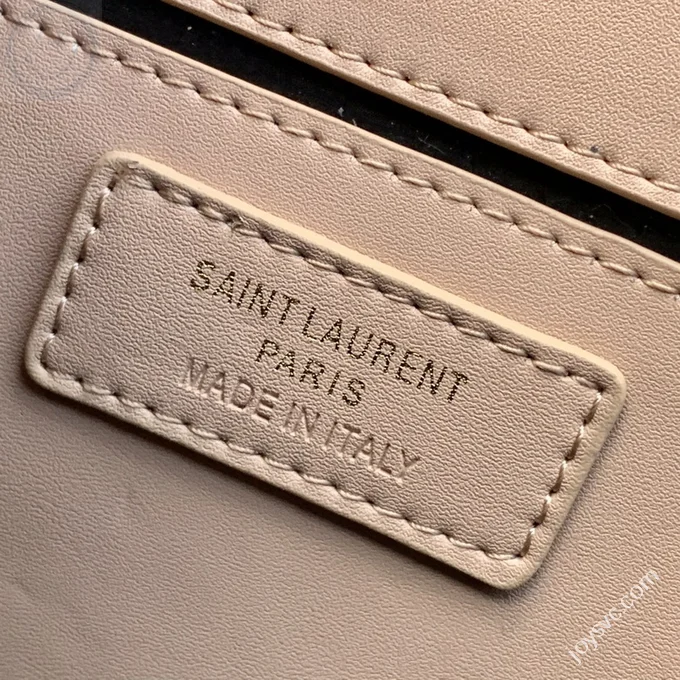 SAINT LAURENT
PARIS
MADE IN ITALY
joysvc.com